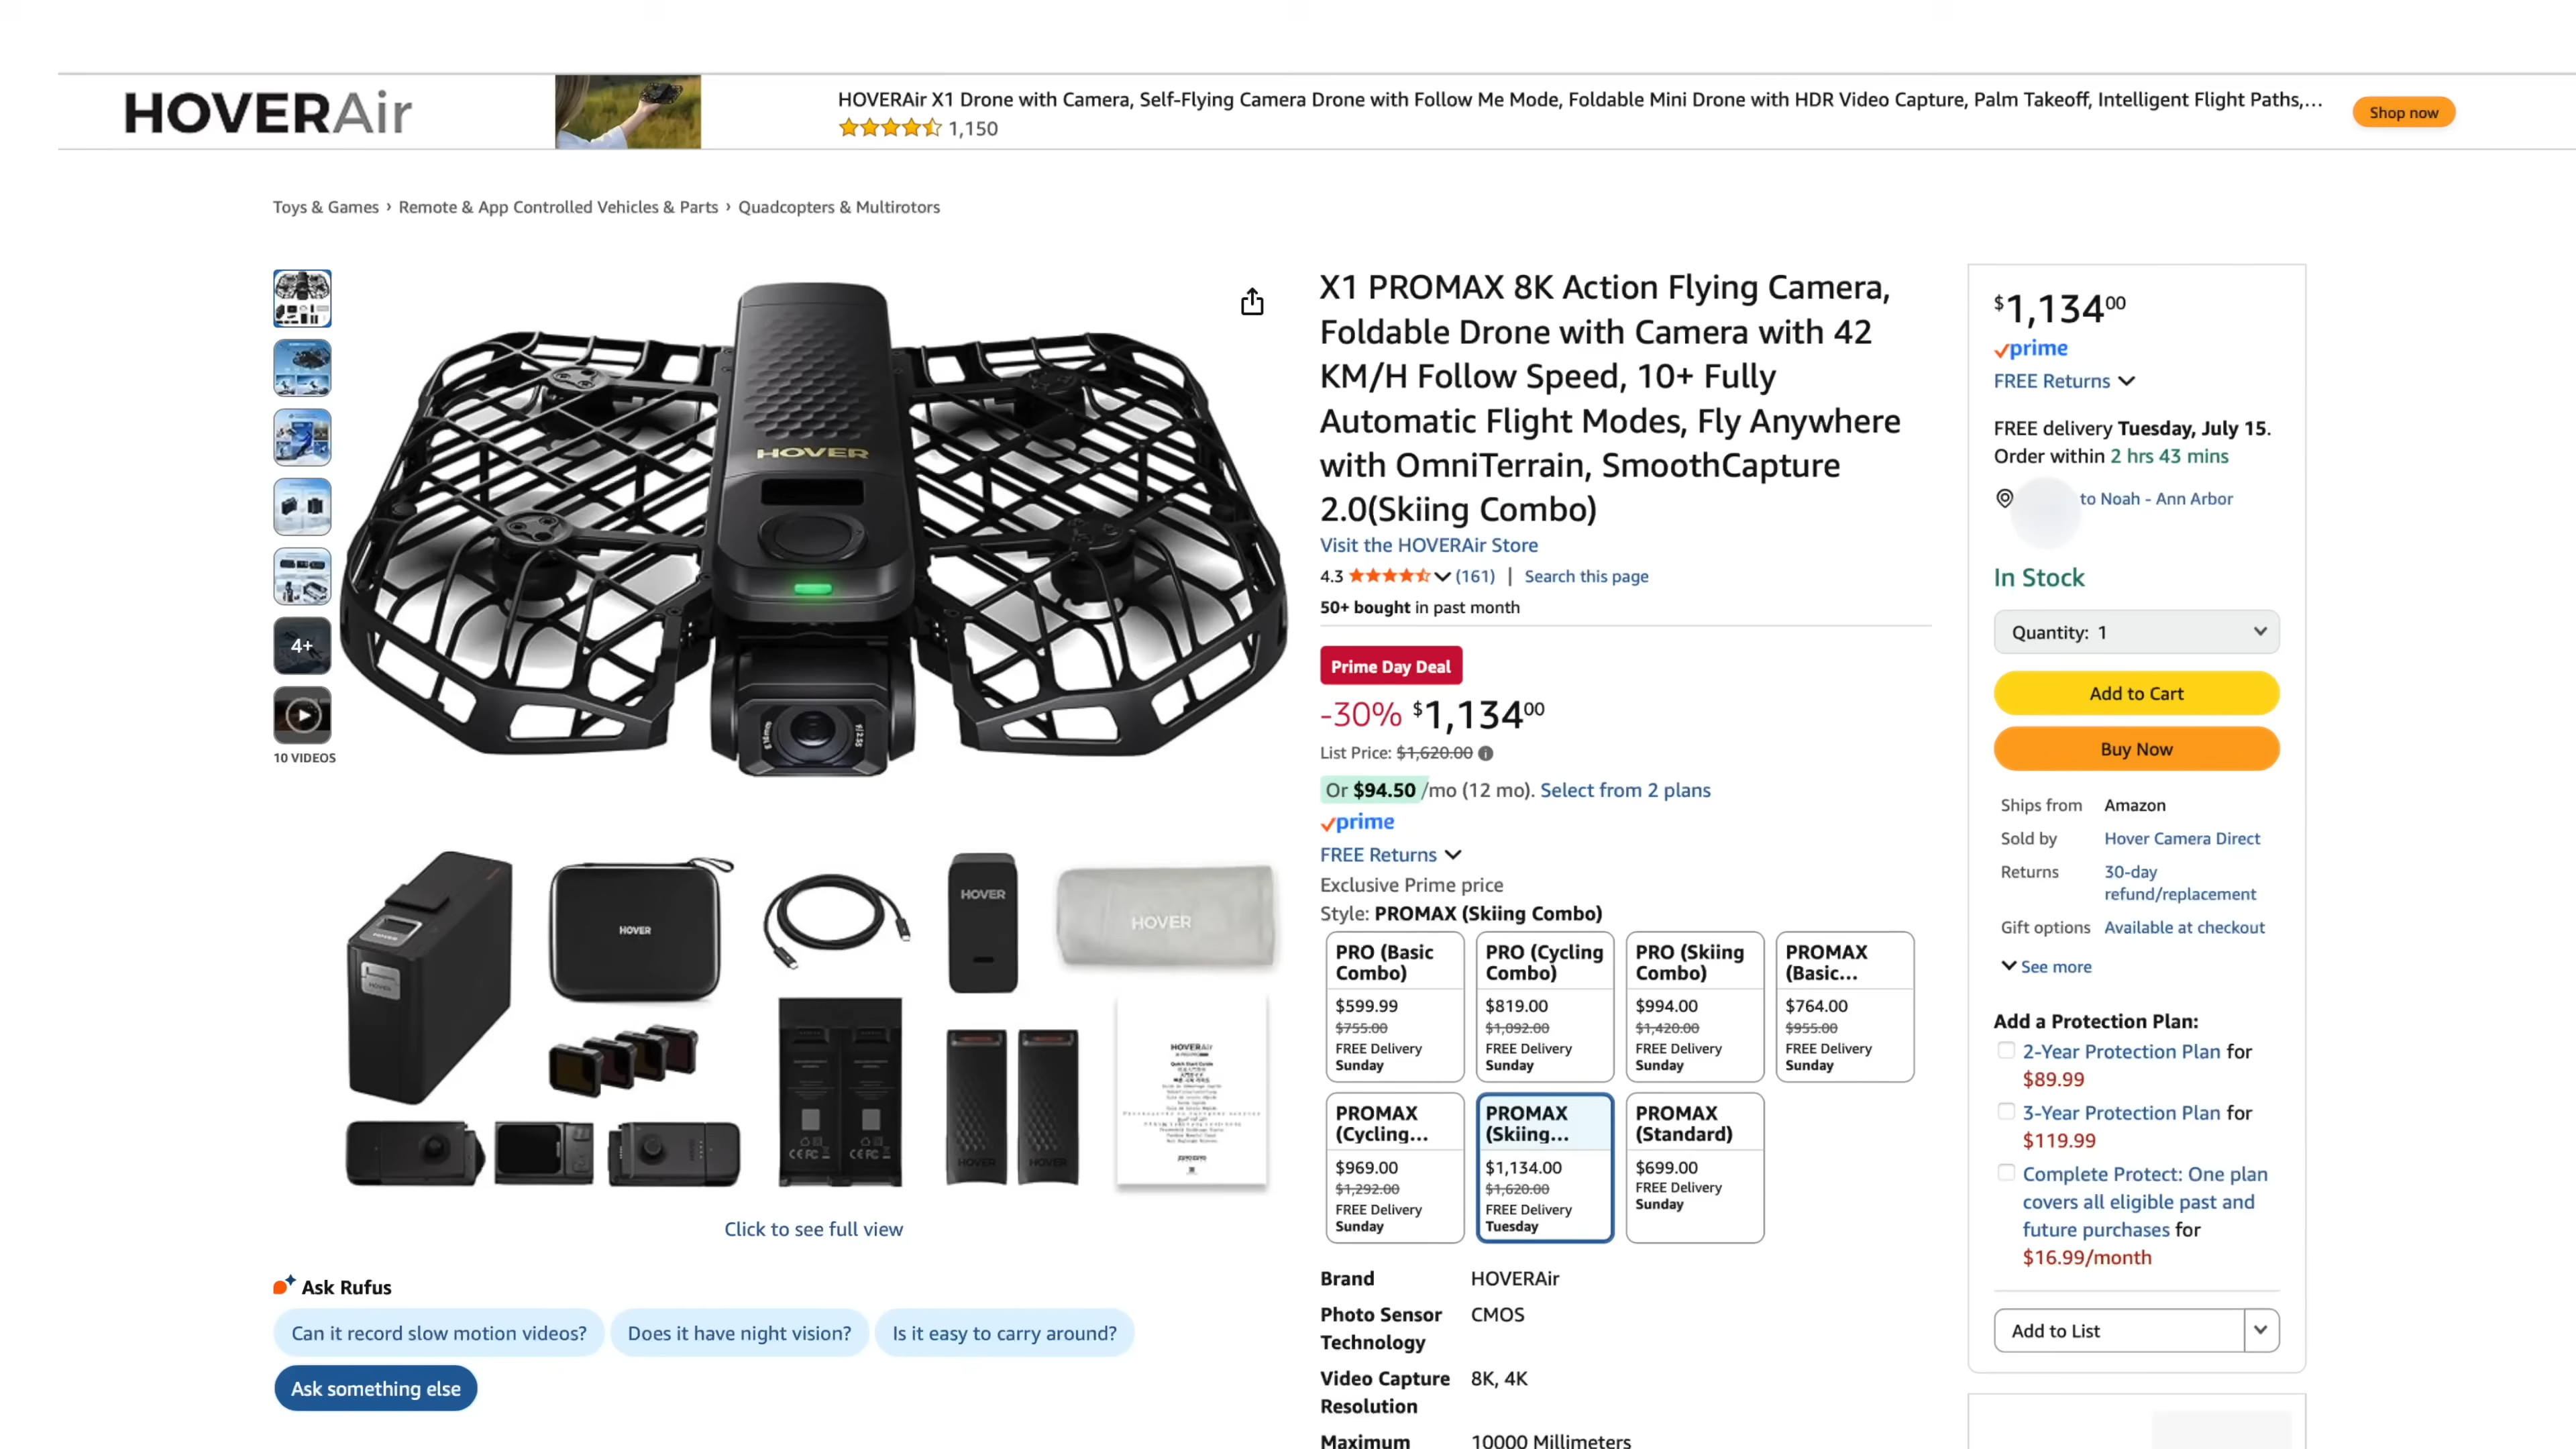 HOVERAir
HOVERAir X1 Drone with Camera, Self-Flying Camera Drone with Follow Me Mode, Foldable Mini Drone with HDR Video Capture, Palm Takeoff, Intelligent Flight Paths,...
1,150
Shop now
Toys & Games › Remote & App Controlled Vehicles & Parts › Quadcopters & Multirotors
4+
10 VIDEOS
HOVER
HOVER
HOVER
HOVER
HOVER
HOVER
HOVERAir
Quick Start Guide
Click to see full view
Ask Rufus
Can it record slow motion videos?
Does it have night vision?
Is it easy to carry around?
Ask something else
X1 PROMAX 8K Action Flying Camera,
Foldable Drone with Camera with 42
KM/H Follow Speed, 10+ Fully
Automatic Flight Modes, Fly Anywhere
with OmniTerrain, SmoothCapture
2.0(Skiing Combo)
Visit the HOVERAir Store
4.3 (161) | Search this page
50+ bought in past month
Prime Day Deal
-30% $1,134.00
List Price: $1,620.00
Or $94.50 /mo (12 mo). Select from 2 plans
prime
FREE Returns
Exclusive Prime price
Style: PROMAX (Skiing Combo)
PRO (Basic
Combo)
$599.99
$755.00
FREE Delivery
Sunday
PRO (Cycling
Combo)
$819.00
$1,092.00
FREE Delivery
Sunday
PRO (Skiing
Combo)
$994.00
$1,420.00
FREE Delivery
Sunday
PROMAX
(Basic...
$764.00
$955.00
FREE Delivery
Sunday
PROMAX
(Cycling...
$969.00
$1,292.00
FREE Delivery
Sunday
PROMAX
(Skiing...
$1,134.00
$1,620.00
FREE Delivery
Tuesday
PROMAX
(Standard)
$699.00
FREE Delivery
Sunday
Brand HOVERAir
Photo Sensor CMOS
Technology
Video Capture 8K, 4K
Resolution
Maximum 10000 Millimeters
$1,134.00
prime
FREE Returns
FREE delivery Tuesday, July 15.
Order within 2 hrs 43 mins
to Noah - Ann Arbor
In Stock
Quantity: 1
Add to Cart
Buy Now
Ships from Amazon
Sold by Hover Camera Direct
Returns 30-day
refund/replacement
Gift options Available at checkout
See more
Add a Protection Plan:
2-Year Protection Plan for
$89.99
3-Year Protection Plan for
$119.99
Complete Protect: One plan
covers all eligible past and
future purchases for
$16.99/month
Add to List